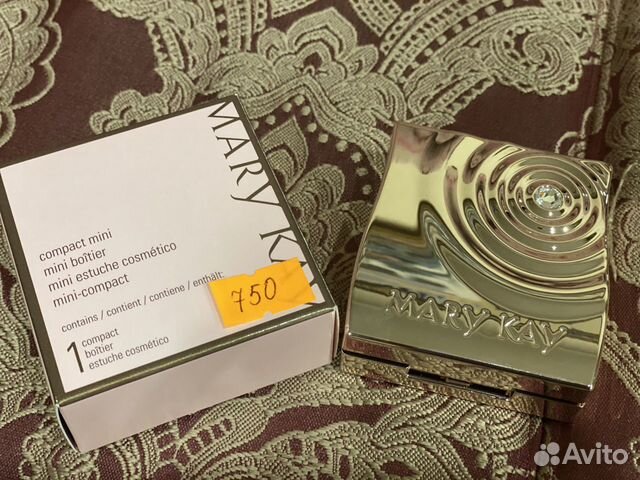 MARY KAY
compact mini
mini boîtier
mini estuche cosmético
mini-compact
contains / contient / contiene / enthält:
1 compact
boîtier
estuche cosmético
750
MARY KAY
Avito